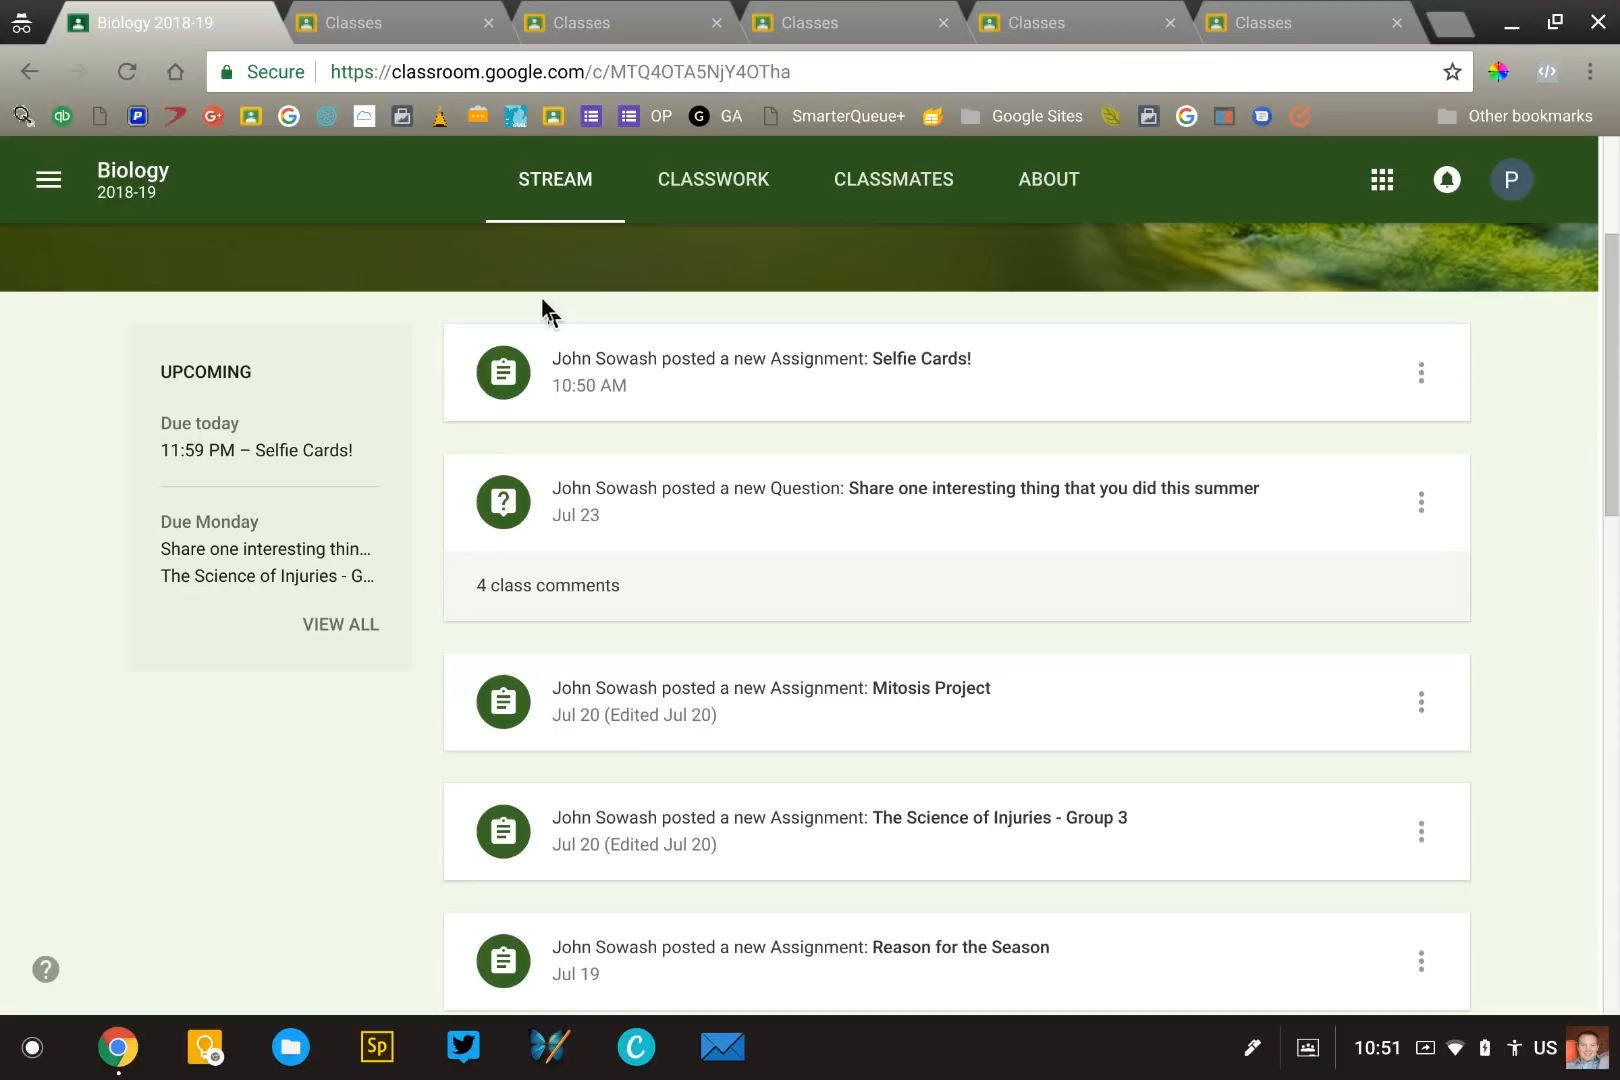 Biology 2018-19
Classes
Classes
Classes
Classes
Classes
Secure
https://classroom.google.com/c/MTQ4OTA5NjY4OTha
qb
P
G+
G
OP
G
GA
SmarterQueue+
Google Sites
G
Other bookmarks
Biology
2018-19
STREAM
CLASSWORK
CLASSMATES
ABOUT
P
UPCOMING
Due today
11:59 PM – Selfie Cards!
Due Monday
Share one interesting thin...
The Science of Injuries - G...
VIEW ALL
John Sowash posted a new Assignment: Selfie Cards!
10:50 AM
John Sowash posted a new Question: Share one interesting thing that you did this summer
Jul 23
4 class comments
John Sowash posted a new Assignment: Mitosis Project
Jul 20 (Edited Jul 20)
John Sowash posted a new Assignment: The Science of Injuries - Group 3
Jul 20 (Edited Jul 20)
John Sowash posted a new Assignment: Reason for the Season
Jul 19
Sp
C
10:51
US